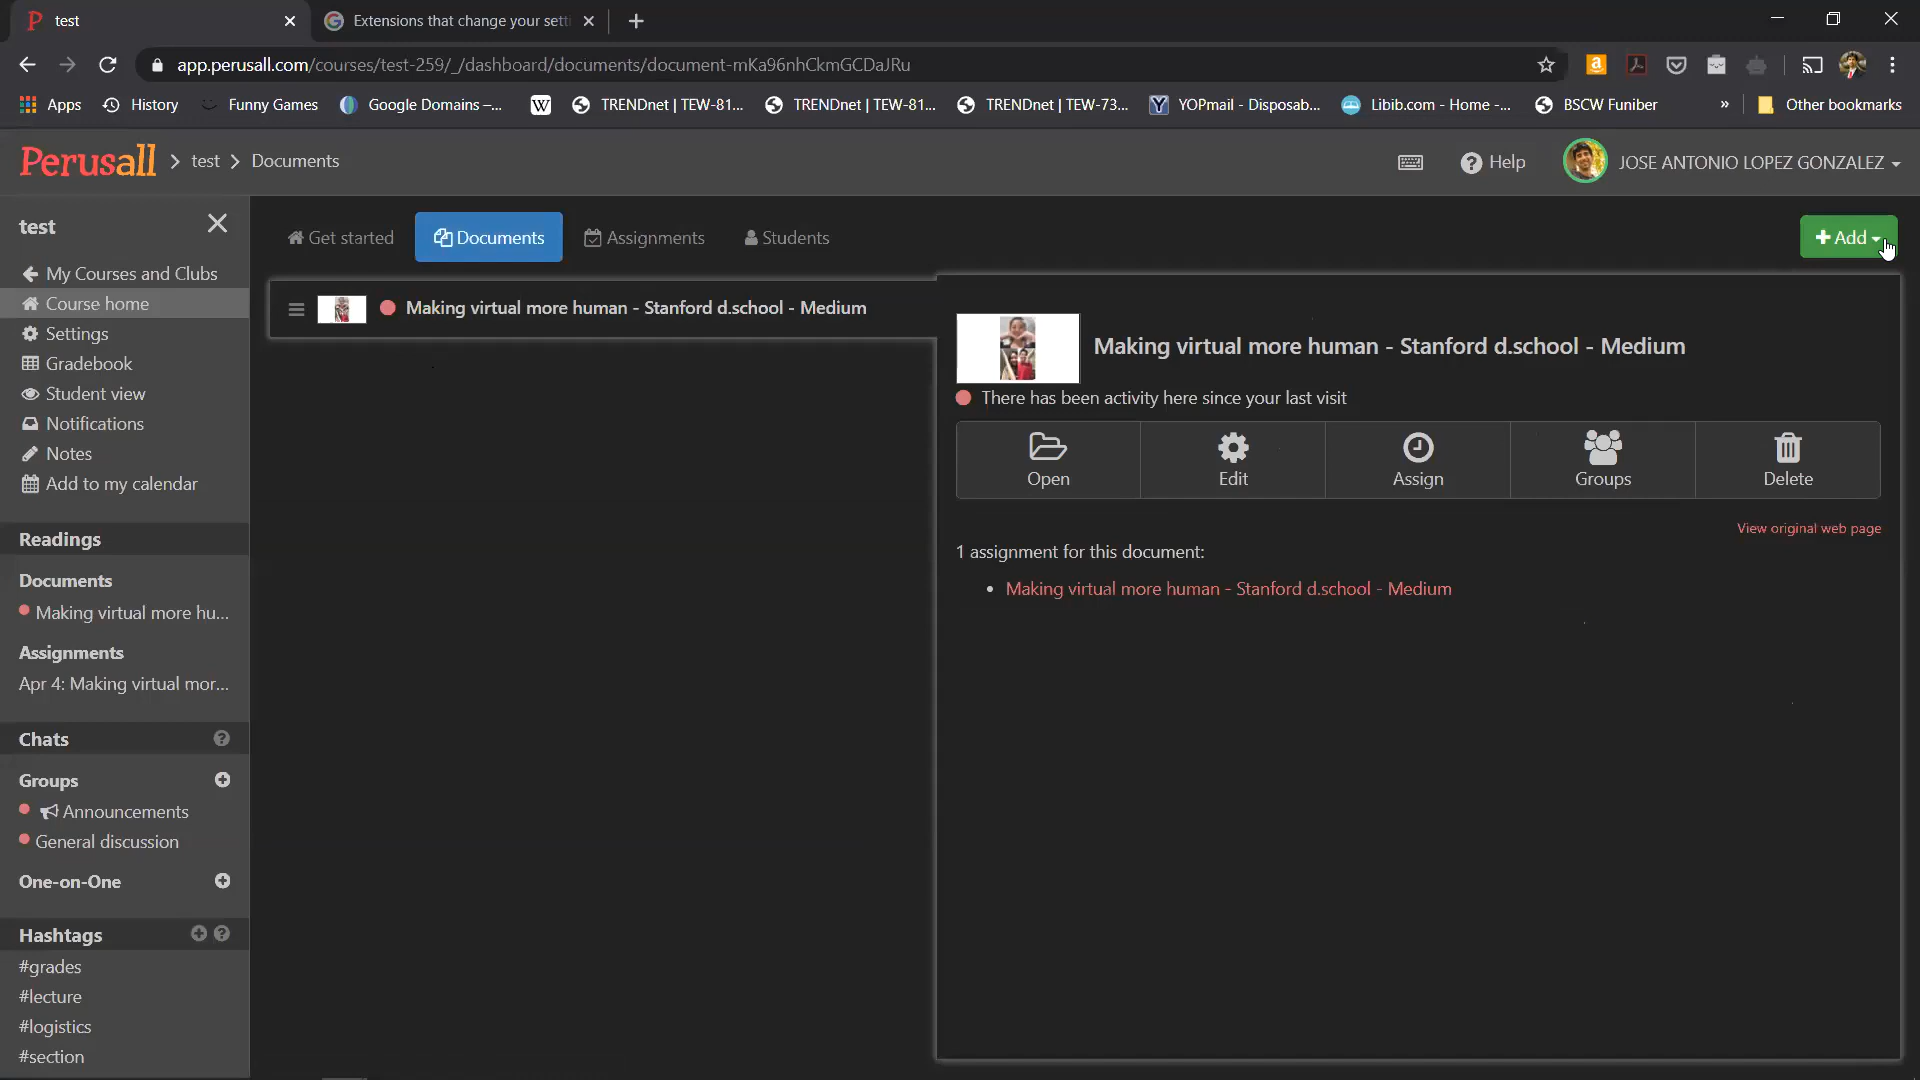 test
Extensions that change your sett
app.perusall.com/courses/test-259/_/dashboard/documents/document-mKa96nhCkmGCDaJRu
Apps
History
Funny Games
Google Domains –...
W
TRENDnet | TEW-81...
TRENDnet | TEW-81...
TRENDnet | TEW-73...
YOPmail - Disposab...
Libib.com - Home -...
BSCW Funiber
»
Other bookmarks
Perusall > test > Documents
Help
JOSE ANTONIO LOPEZ GONZALEZ
test
My Courses and Clubs
Course home
Settings
Gradebook
Student view
Notifications
Notes
Add to my calendar
Readings
Documents
Making virtual more hu...
Assignments
Apr 4: Making virtual mor...
Chats
Groups
Announcements
General discussion
One-on-One
Hashtags
#grades
#lecture
#logistics
#section
Get started
Documents
Assignments
Students
Add
Making virtual more human - Stanford d.school - Medium
Making virtual more human - Stanford d.school - Medium
There has been activity here since your last visit
Open
Edit
Assign
Groups
Delete
View original web page
1 assignment for this document:
• Making virtual more human - Stanford d.school - Medium